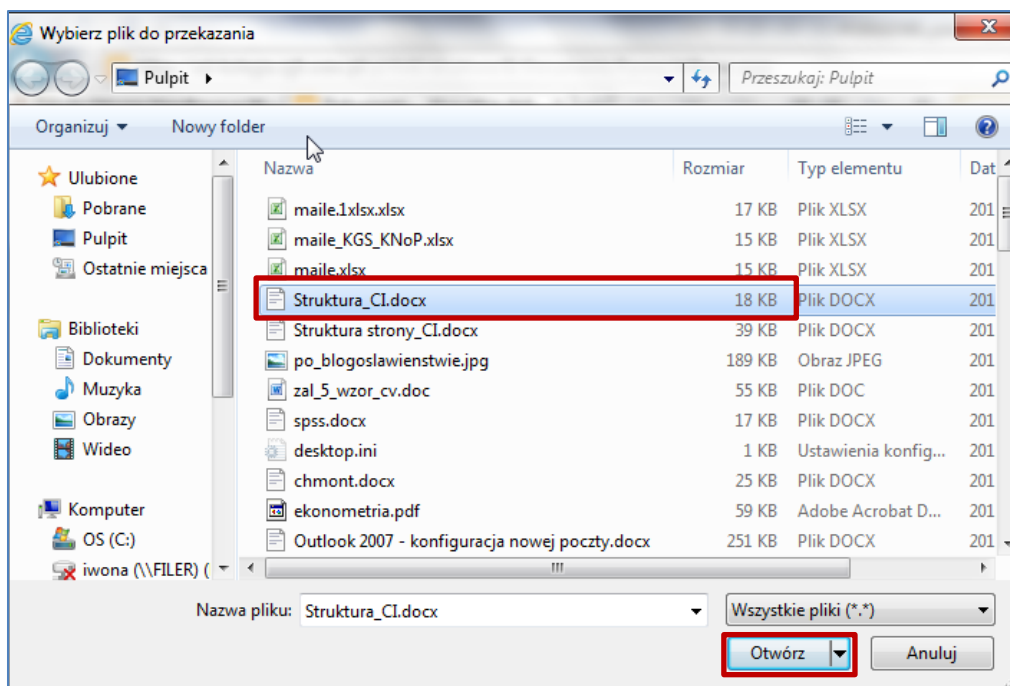 Wybierz plik do przekazania
Pulpit
Przeszukaj: Pulpit
Organizuj Nowy folder
Nazwa Rozmiar Typ elementu Dat
Ulubione
Pobrane
Pulpit
Ostatnie miejsca
Biblioteki
Dokumenty
Muzyka
Obrazy
Wideo
Komputer
OS (C:)
iwona (\\FILER) (
maile.1xlsx.xlsx 17 KB Plik XLSX 201
maile_KGS_KNoP.xlsx 15 KB Plik XLSX 201
maile.xlsx 15 KB Plik XLSX 201
Struktura_CI.docx 18 KB Plik DOCX 201
Struktura strony_CI.docx 39 KB Plik DOCX 201
po_blogoslawienstwie.jpg 189 KB Obraz JPEG 201
zal_5_wzor_cv.doc 55 KB Plik DOC 201
spss.docx 17 KB Plik DOCX 201
desktop.ini 1 KB Ustawienia konfig... 201
chmont.docx 25 KB Plik DOCX 201
ekonometria.pdf 59 KB Adobe Acrobat D... 201
Outlook 2007 - konfiguracja nowej poczty.docx 251 KB Plik DOCX 201
Nazwa pliku: Struktura_CI.docx Wszystkie pliki (*.*)
Otwórz Anuluj